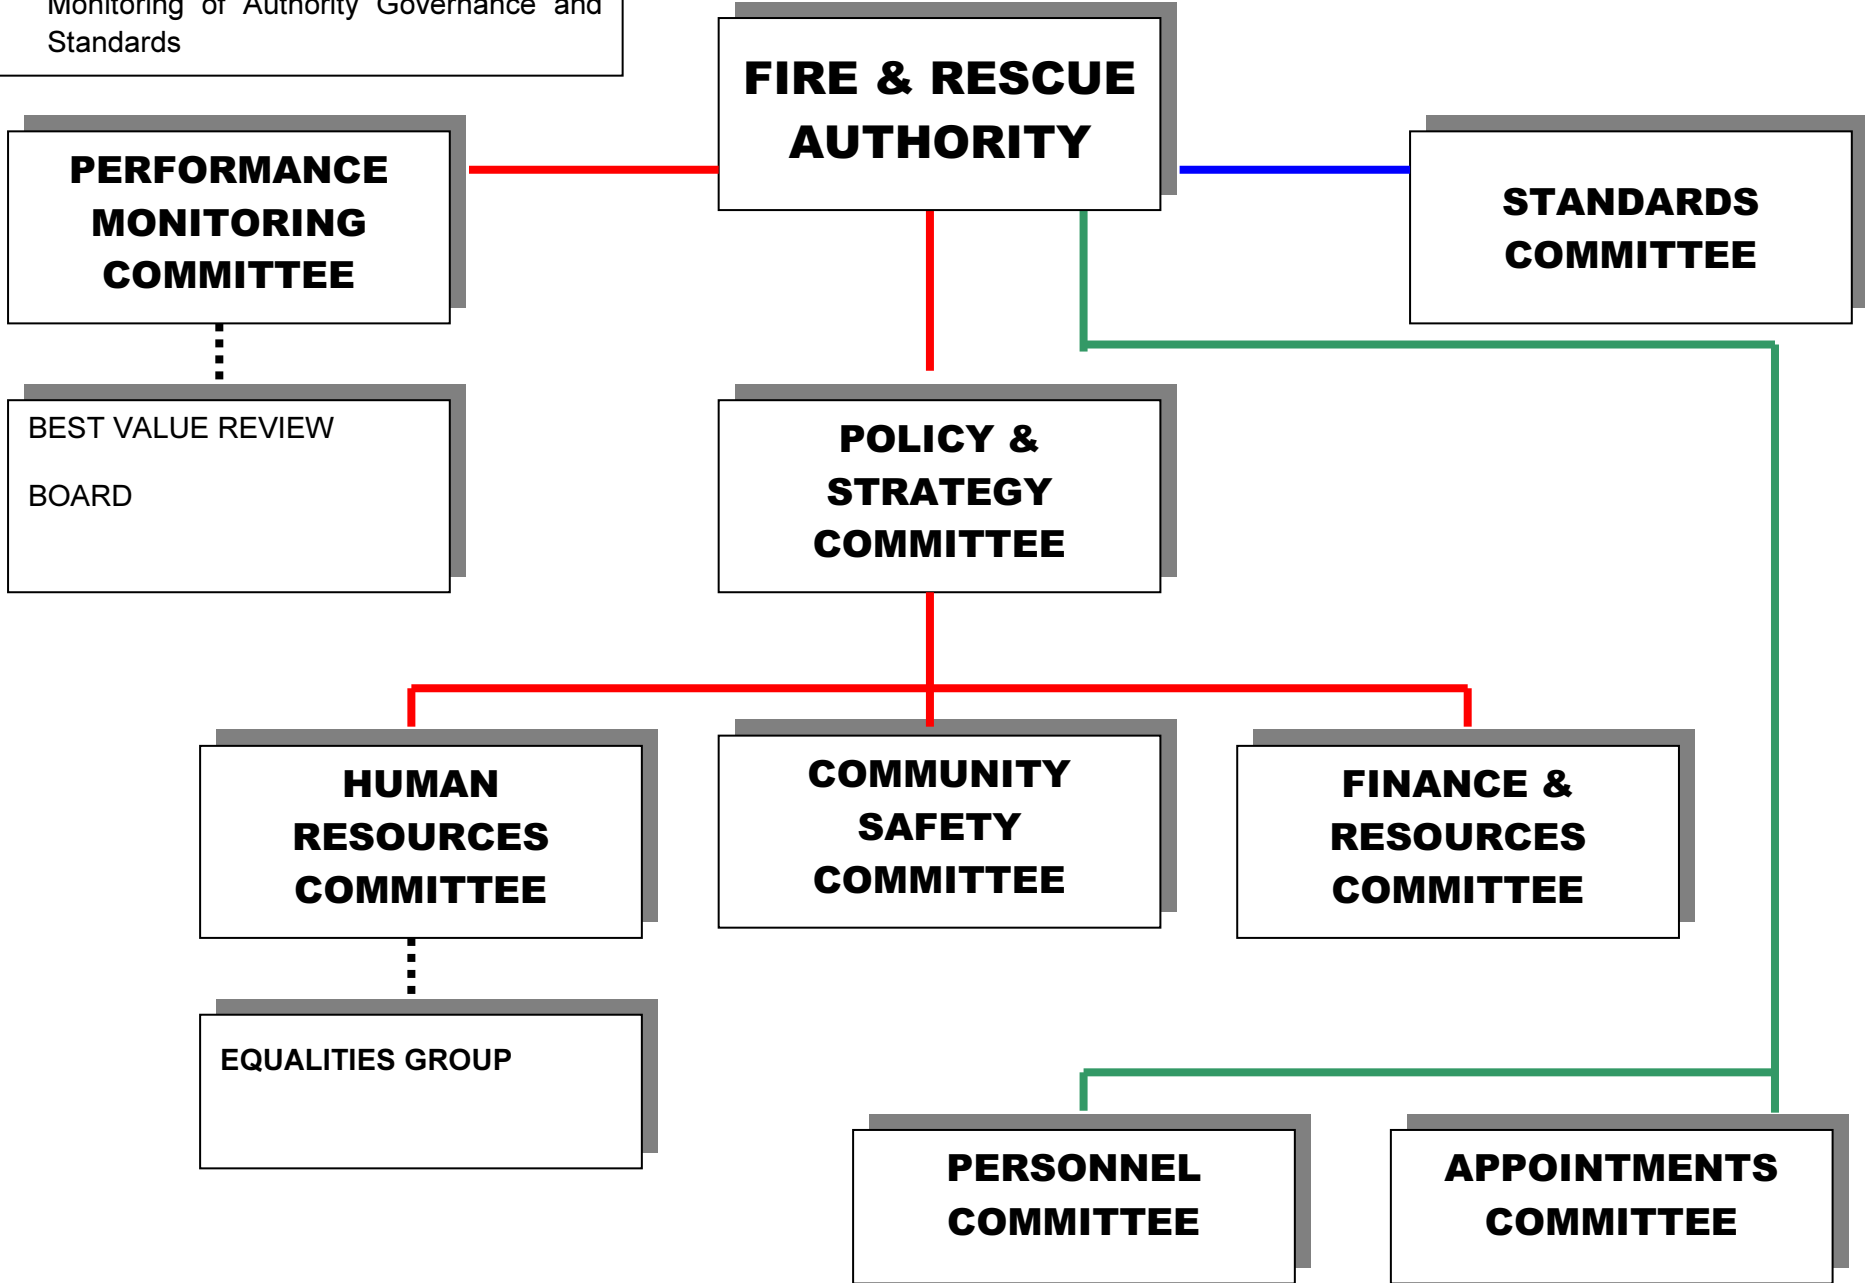 Monitoring of Authority Governance and
Standards
FIRE & RESCUE
AUTHORITY
PERFORMANCE
MONITORING
COMMITTEE
STANDARDS
COMMITTEE
BEST VALUE REVIEW
BOARD
POLICY &
STRATEGY
COMMITTEE
HUMAN
RESOURCES
COMMITTEE
COMMUNITY
SAFETY
COMMITTEE
FINANCE &
RESOURCES
COMMITTEE
EQUALITIES GROUP
PERSONNEL
COMMITTEE
APPOINTMENTS
COMMITTEE